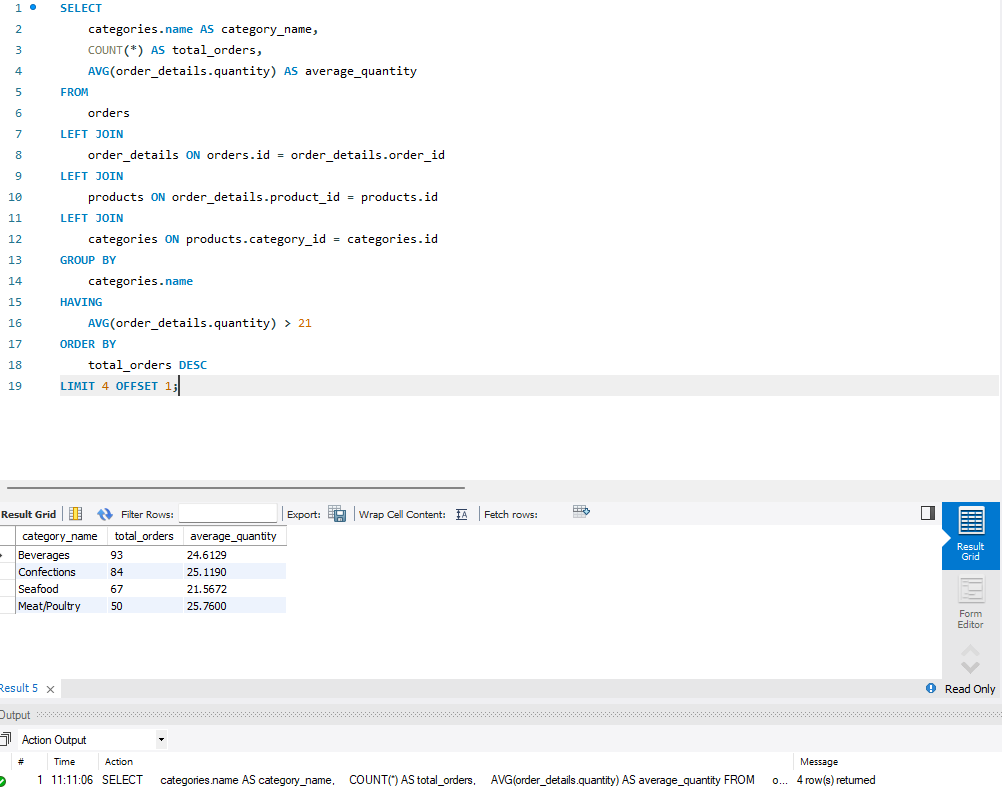 1 SELECT
2 categories.name AS category_name,
3 COUNT(*) AS total_orders,
4 AVG(order_details.quantity) AS average_quantity
5 FROM
6 orders
7 LEFT JOIN
8 order_details ON orders.id = order_details.order_id
9 LEFT JOIN
10 products ON order_details.product_id = products.id
11 LEFT JOIN
12 categories ON products.category_id = categories.id
13 GROUP BY
14 categories.name
15 HAVING
16 AVG(order_details.quantity) > 21
17 ORDER BY
18 total_orders DESC
19 LIMIT 4 OFFSET 1;
Result Grid Filter Rows: Export: Wrap Cell Content: IA Fetch rows:
category_name total_orders average_quantity
Beverages 93 24.6129
Confections 84 25.1190
Seafood 67 21.5672
Meat/Poultry 50 25.7600
Result
Grid
Form
Editor
Result 5 Read Only
Output
Action Output
# Time Action Message
1 11:11:06 SELECT categories.name AS category_name, COUNT(*) AS total_orders, AVG(order_details.quantity) AS average_quantity FROM o... 4 row(s) returned